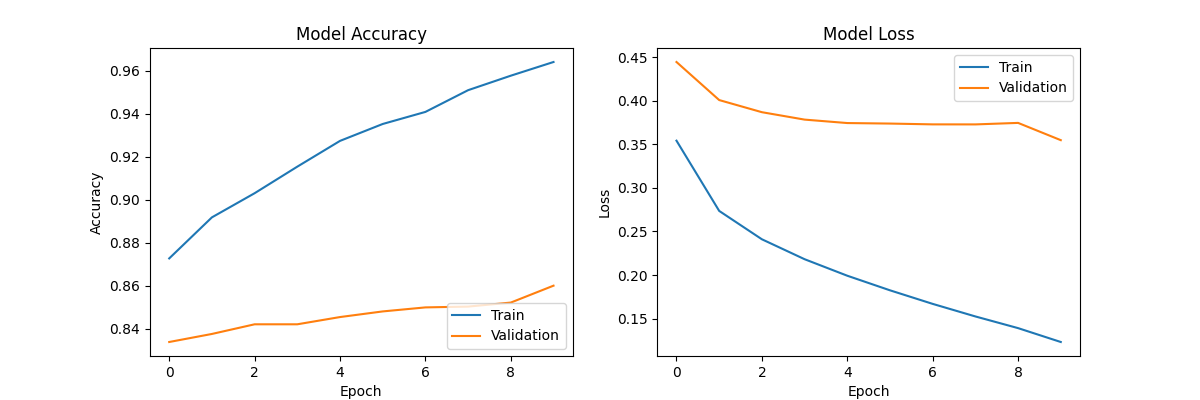 Model Accuracy
Accuracy
0.96
0.94
0.92
0.90
0.88
0.86
0.84
0 2 4 6 8
Epoch
Train
Validation
Model Loss
Loss
0.45
0.40
0.35
0.30
0.25
0.20
0.15
0 2 4 6 8
Epoch
Train
Validation